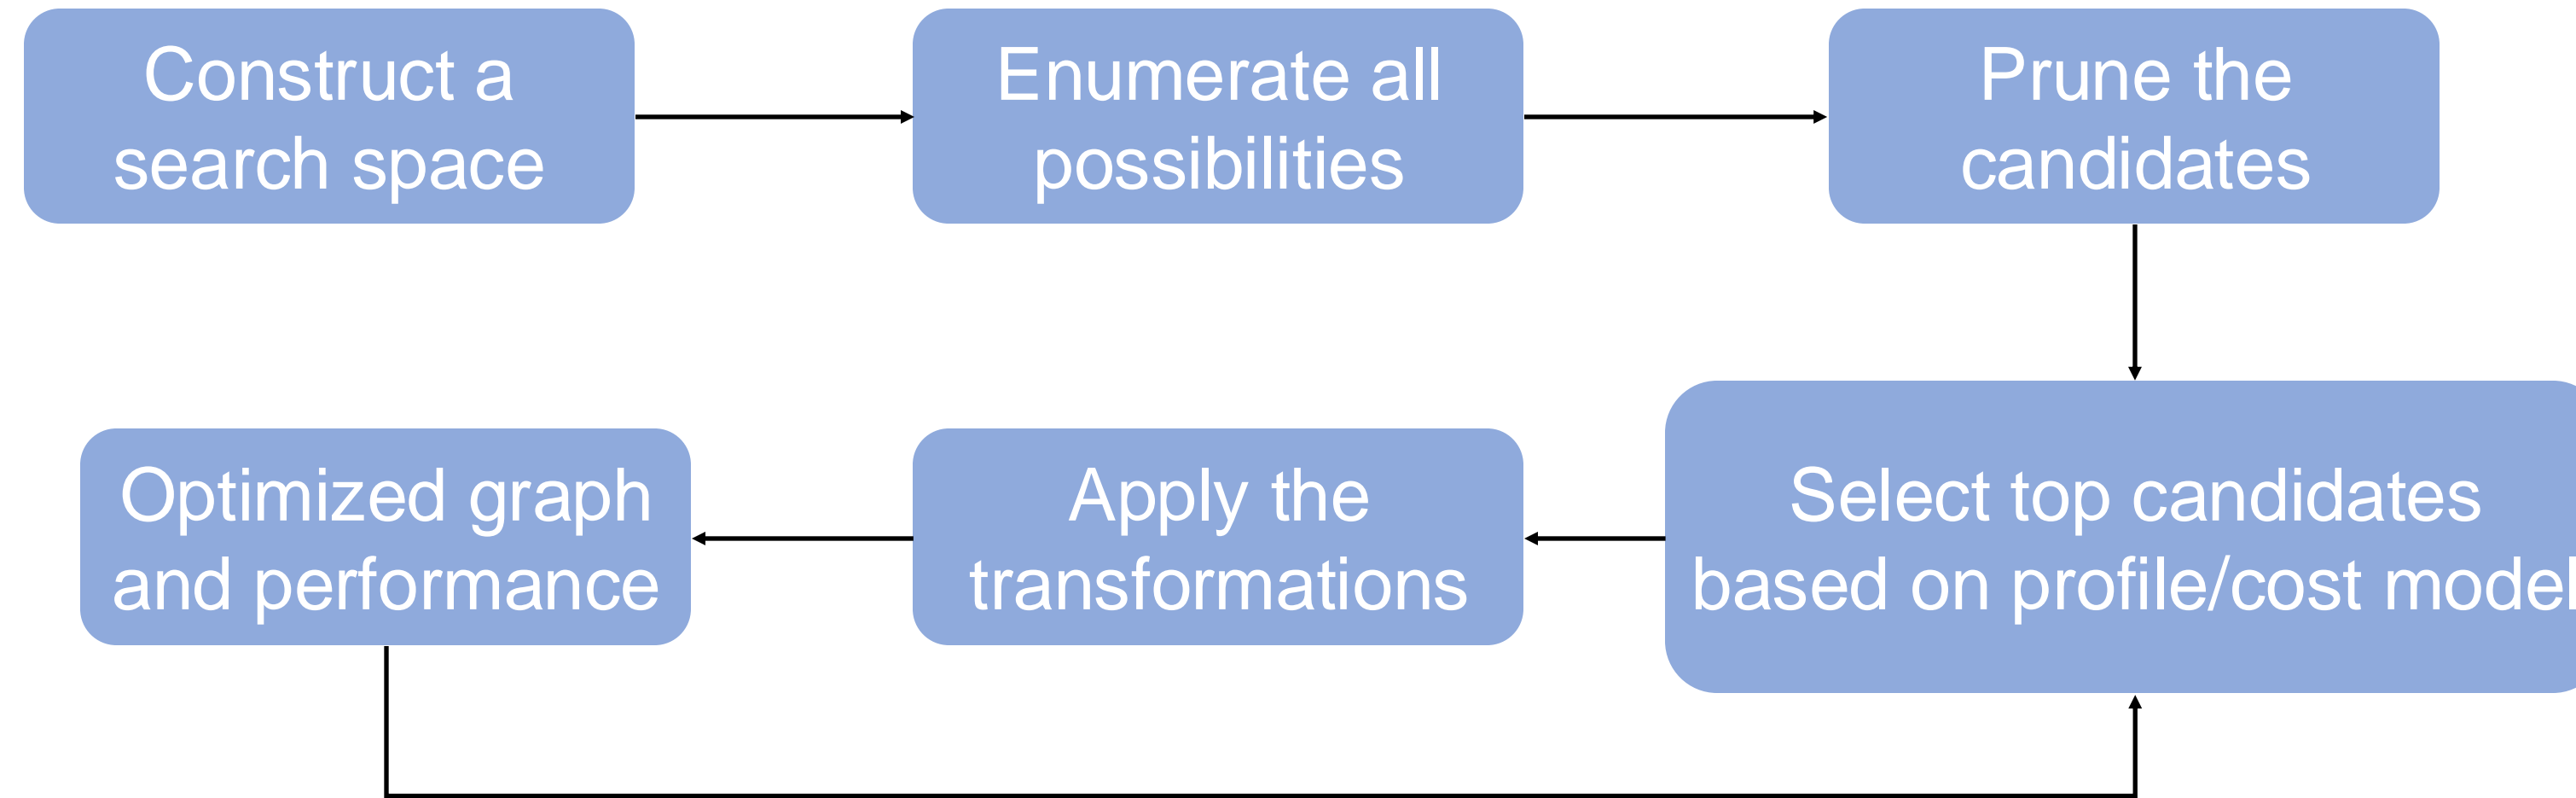 Construct a
search space
Enumerate all
possibilities
Prune the
candidates
Optimized graph
and performance
Apply the
transformations
Select top candidates
based on profile/cost model